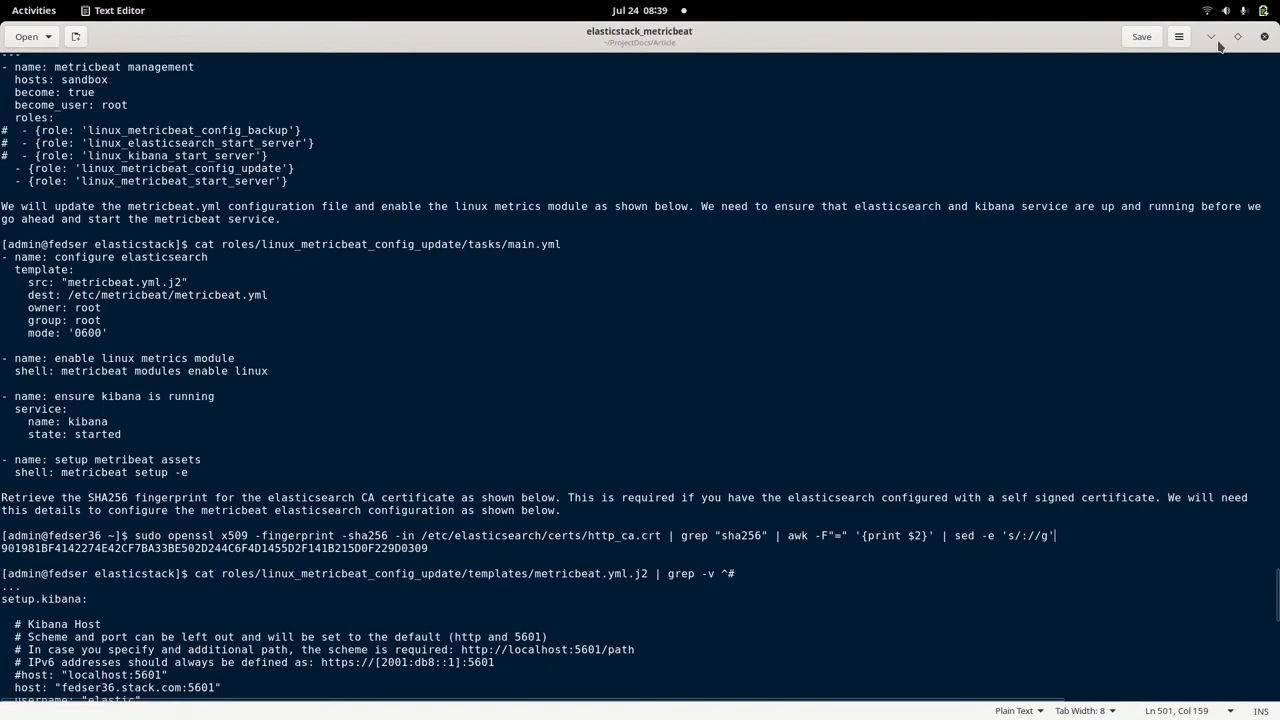 Activities Text Editor Jul 24 08:39
Open elasticstack_metricbeat Save
~/ProjectDocs/Article
---
- name: metricbeat management
  hosts: sandbox
  become: true
  become_user: root
  roles:
#  - {role: 'linux_metricbeat_config_backup'}
#  - {role: 'linux_elasticsearch_start_server'}
#  - {role: 'linux_kibana_start_server'}
  - {role: 'linux_metricbeat_config_update'}
  - {role: 'linux_metricbeat_start_server'}
We will update the metricbeat.yml configuration file and enable the linux metrics module as shown below. We need to ensure that elasticsearch and kibana service are up and running before we
go ahead and start the metricbeat service.
[admin@fedser elasticstack]$ cat roles/linux_metricbeat_config_update/tasks/main.yml
- name: configure elasticsearch
  template:
    src: "metricbeat.yml.j2"
    dest: /etc/metricbeat/metricbeat.yml
    owner: root
    group: root
    mode: '0600'
- name: enable linux metrics module
  shell: metricbeat modules enable linux
- name: ensure kibana is running
  service:
    name: kibana
    state: started
- name: setup metribeat assets
  shell: metricbeat setup -e
Retrieve the SHA256 fingerprint for the elasticsearch CA certificate as shown below. This is required if you have the elasticsearch configured with a self signed certificate. We will need
this details to configure the metricbeat elasticsearch configuration as shown below.
[admin@fedser36 ~]$ sudo openssl x509 -fingerprint -sha256 -in /etc/elasticsearch/certs/http_ca.crt | grep "sha256" | awk -F"=" '{print $2}' | sed -e 's/://g'
901981BF4142274E42CF7BA33BE502D244C6F4D1455D2F141B215D0F229D0309
[admin@fedser elasticstack]$ cat roles/linux_metricbeat_config_update/templates/metricbeat.yml.j2 | grep -v ^#
...
setup.kibana:
  # Kibana Host
  # Scheme and port can be left out and will be set to the default (http and 5601)
  # In case you specify and additional path, the scheme is required: http://localhost:5601/path
  # IPv6 addresses should always be defined as: https://[2001:db8::1]:5601
  #host: "localhost:5601"
  host: "fedser36.stack.com:5601"
  username: "elastic"
Plain Text Tab Width: 8 Ln 501, Col 159 INS